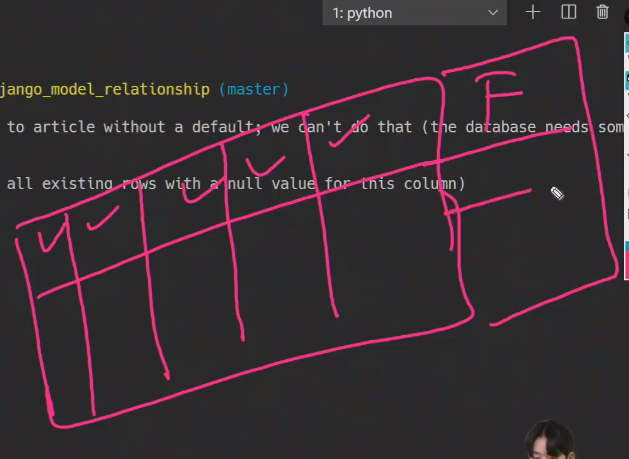 1: python
jango_model_relationship (master)
to article without a default; we can't do that (the database needs som
all existing rows with a null value for this column)
F